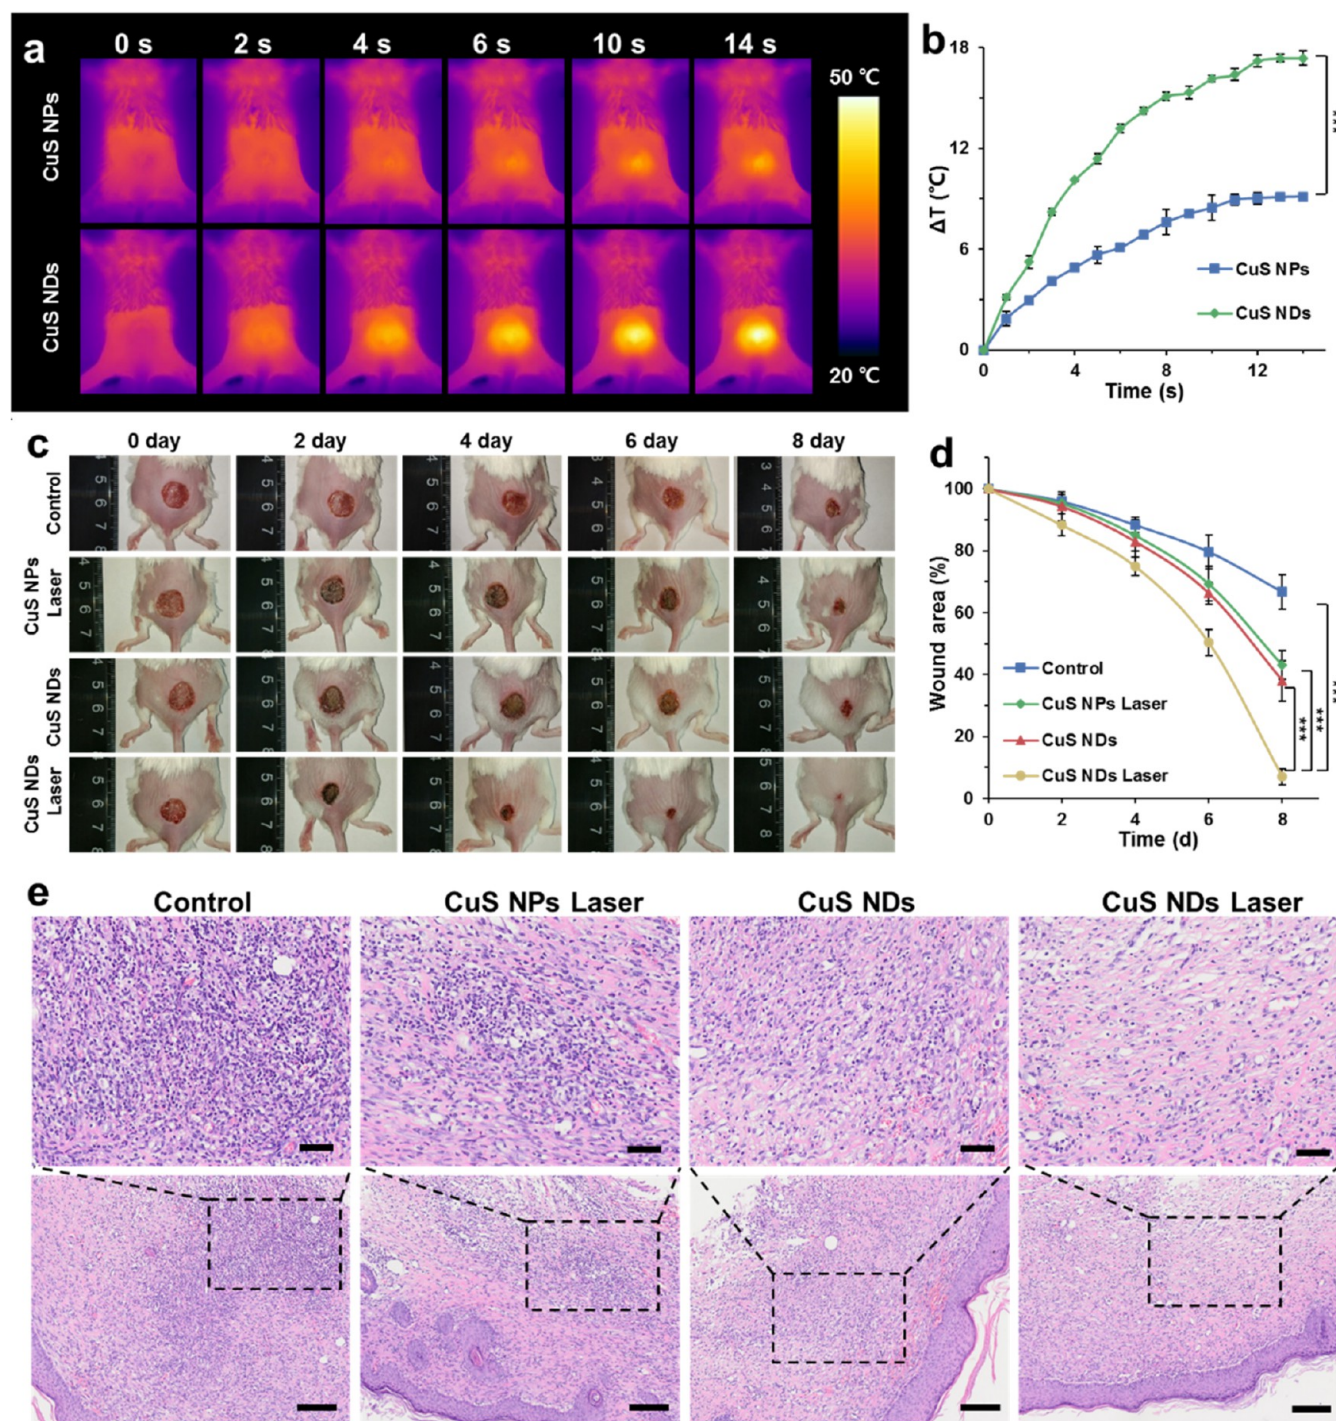 a
0 s 2 s 4 s 6 s 10 s 14 s
CuS NPs
CuS NDs
50 ℃
20 ℃
b
18
12
6
0
ΔT (℃)
0 4 8 12
Time (s)
CuS NPs
CuS NDs
***
c
0 day 2 day 4 day 6 day 8 day
Control
CuS NPs
Laser
CuS NDs
CuS NDs
Laser
d
100
80
60
40
20
0
Wound area (%)
0 2 4 6 8
Time (d)
Control
CuS NPs Laser
CuS NDs
CuS NDs Laser
***
***
***
e
Control CuS NPs Laser CuS NDs CuS NDs Laser